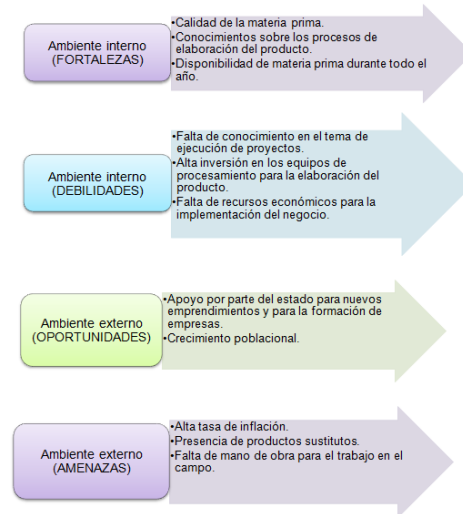 Ambiente interno
(FORTALEZAS)
•Calidad de la materia prima.
•Conocimientos sobre los procesos de
elaboración del producto.
•Disponibilidad de materia prima durante todo el
año.
Ambiente interno
(DEBILIDADES)
•Falta de conocimiento en el tema de
ejecución de proyectos.
•Alta inversión en los equipos de
procesamiento para la elaboración del
producto.
•Falta de recursos económicos para la
implementación del negocio.
Ambiente externo
(OPORTUNIDADES)
•Apoyo por parte del estado para nuevos
emprendimientos y para la formación de
empresas.
•Crecimiento poblacional.
Ambiente externo
(AMENAZAS)
•Alta tasa de inflación.
•Presencia de productos sustitutos.
•Falta de mano de obra para el trabajo en el
campo.